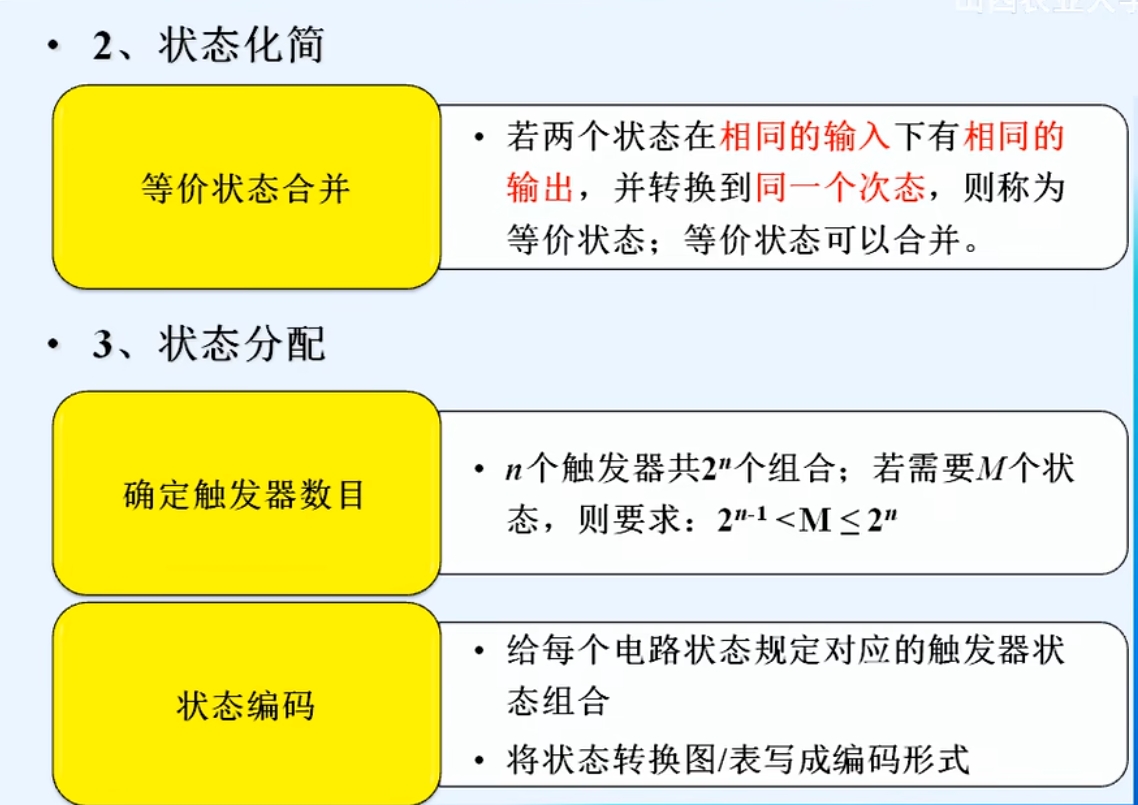 • 2、状态化简
等价状态合并
• 若两个状态在相同的输入下有相同的
输出，并转换到同一个次态，则称为
等价状态；等价状态可以合并。
• 3、状态分配
确定触发器数目
• n个触发器共2ⁿ个组合；若需要M个状
态，则要求：2ⁿ⁻¹ <M ≤ 2ⁿ
状态编码
• 给每个电路状态规定对应的触发器状
态组合
• 将状态转换图/表写成编码形式